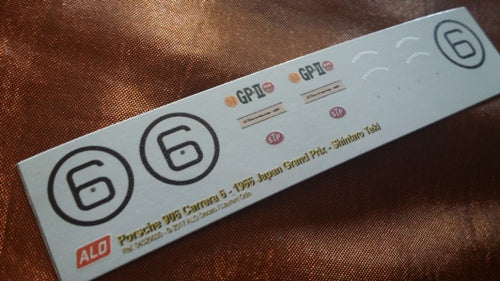 6
GP-II
GP-II
STP
STP
6
6
ALO
Porsche 906 Carrera 6 - 1966 Japan Grand Prix - Shintaro Taki